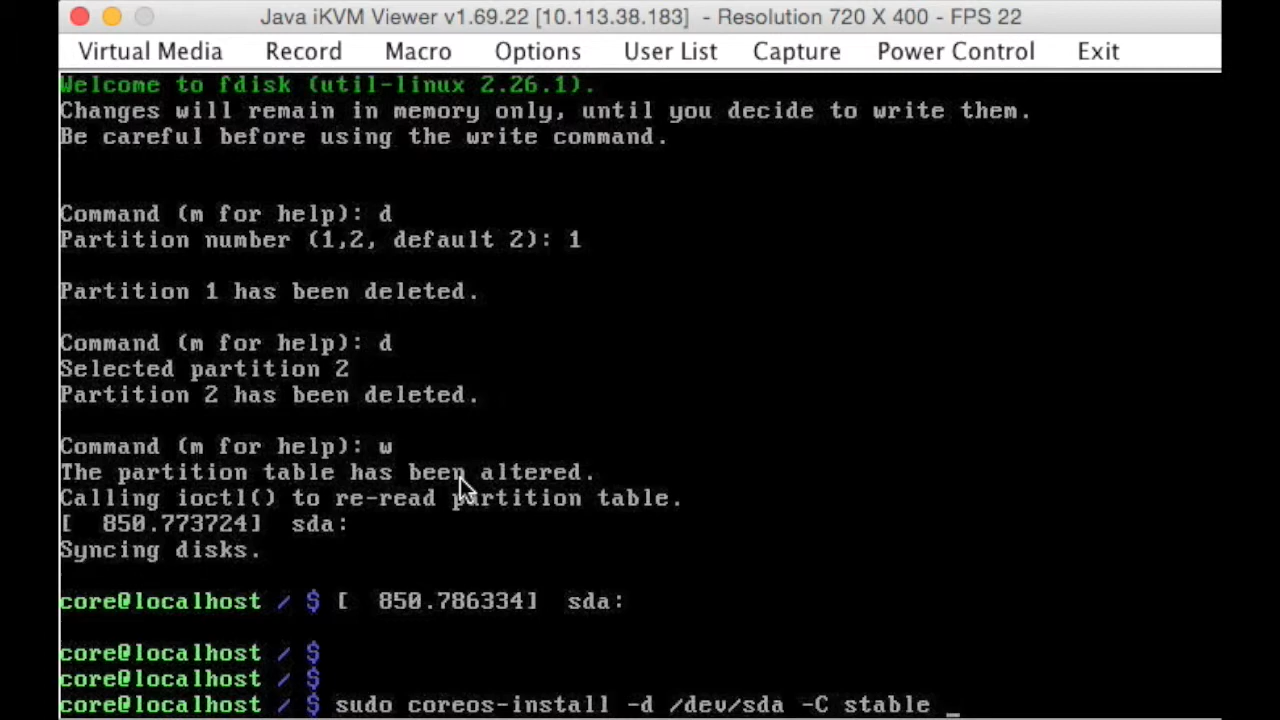 Java iKVM Viewer v1.69.22 [10.113.38.183] - Resolution 720 X 400 - FPS 22
Virtual Media Record Macro Options User List Capture Power Control Exit
Welcome to fdisk (util-linux 2.26.1).
Changes will remain in memory only, until you decide to write them.
Be careful before using the write command.
Command (m for help): d
Partition number (1,2, default 2): 1
Partition 1 has been deleted.
Command (m for help): d
Selected partition 2
Partition 2 has been deleted.
Command (m for help): w
The partition table has been altered.
Calling ioctl() to re-read partition table.
[  850.773724]  sda:
Syncing disks.
core@localhost / $ [  850.786334]  sda:
core@localhost / $
core@localhost / $
core@localhost / $ sudo coreos-install -d /dev/sda -C stable _